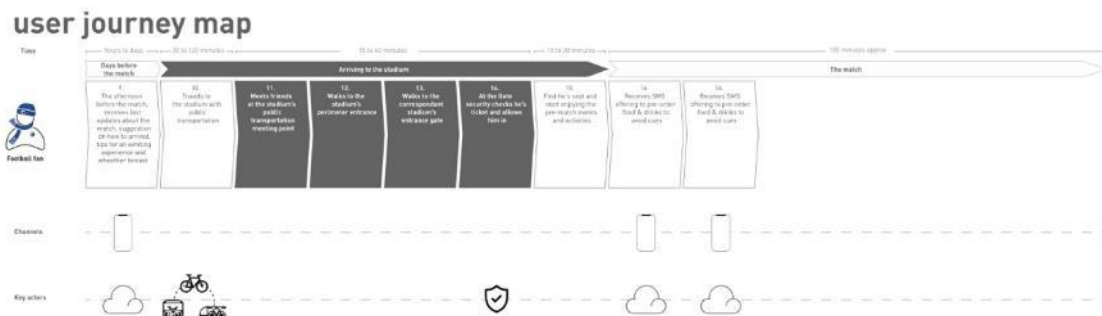 user journey map
Time
Hours to days
30 to 120 minutes
15 to 60 minutes
15 to 30 minutes
105 minutes approx
Days before
the match
Arriving to the stadium
The match
Football fan
9.
The afternoon
before the match,
receives last
updates about the
match, suggestion
on how to arrived,
tips for an exciting
experience and
wheather forecast
10.
Travels to
the stadium with
public
transportation
11.
Meets friends
at the stadium's
public
transportation
meeting point
12.
Walks to the
stadium's
perimeter entrance
13.
Walks to the
correspondent
stadium's
entrance gate
14.
At the Gate
security checks he's
ticket and allows
him in
15.
Find he's seat and
start enjoying the
pre-match events
and activities
16.
Receives SMS
offering to pre-order
food & drinks to
avoid cues
16.
Receives SMS
offering to pre-order
food & drinks to
avoid cues
Channels
Key actors